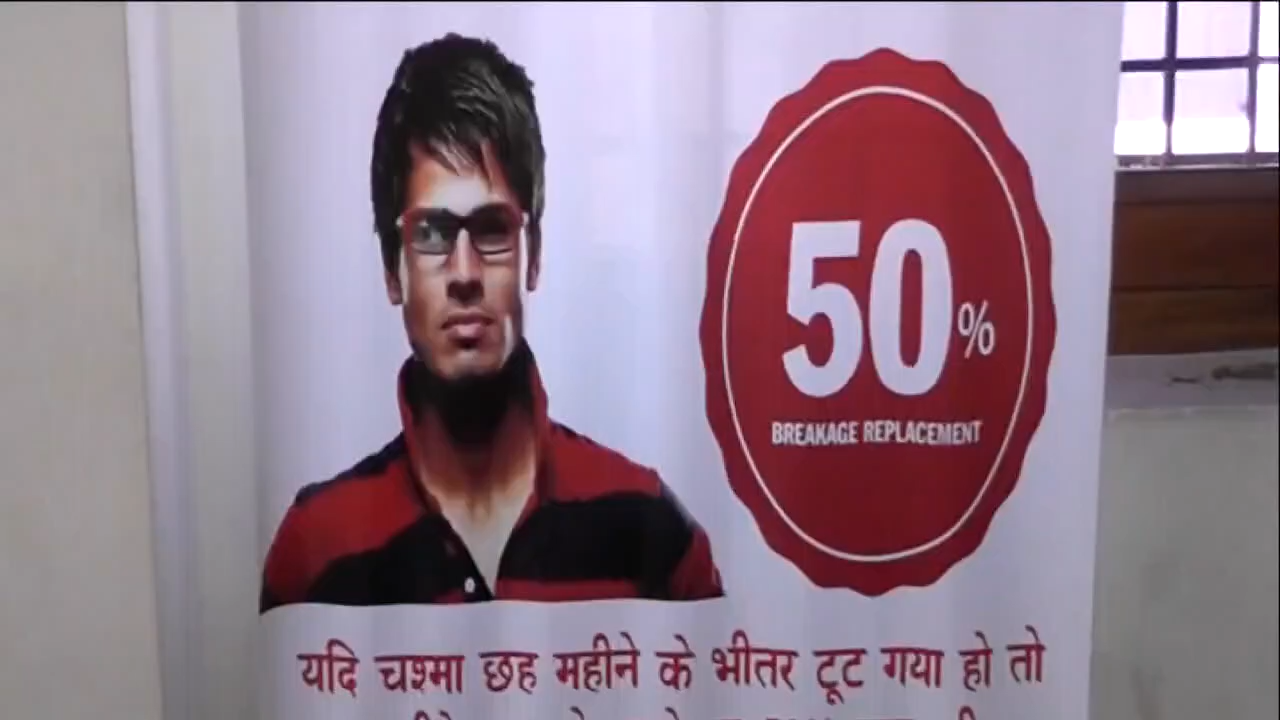 50%
BREAKAGE REPLACEMENT
यदि चश्मा छह महीने के भीतर टूट गया हो तो